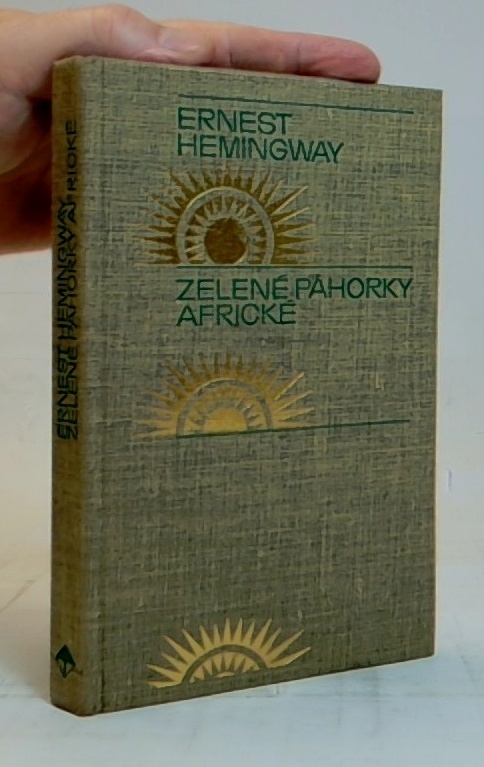 ERNEST
HEMINGWAY
ZELENÉ PAHORKY
AFRICKÉ
ERNEST HEMINGWAY
ZELENÉ PAHORKY AFRICKÉ